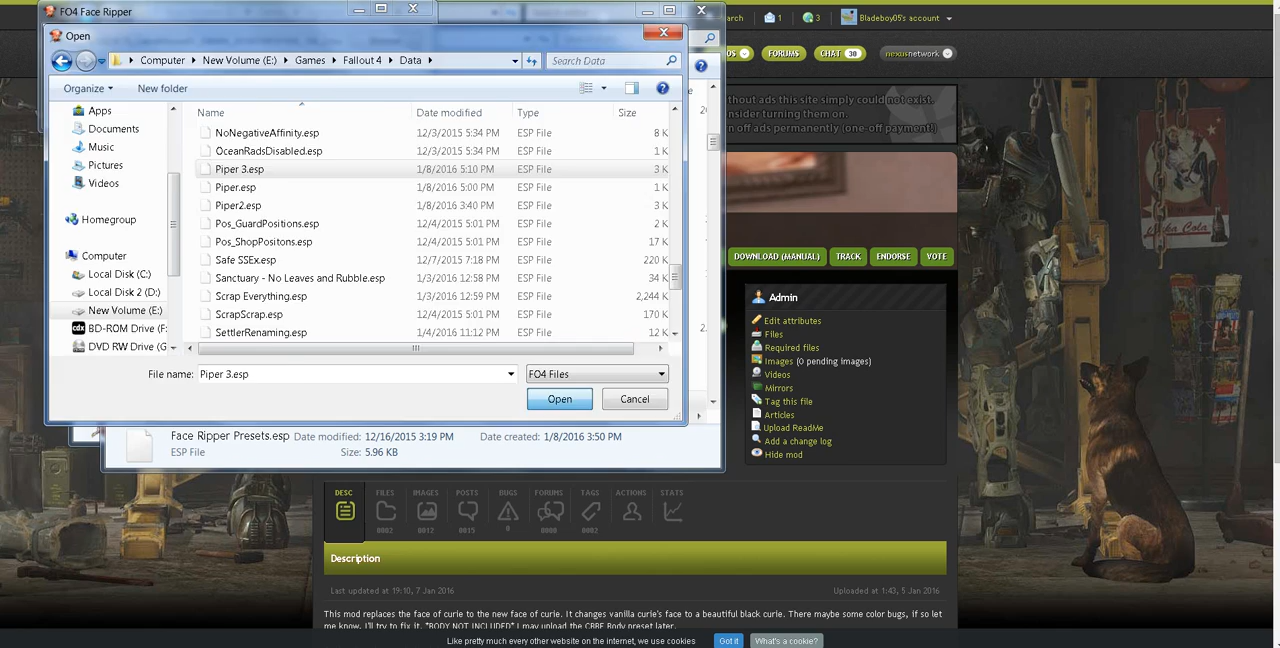 FO4 Face Ripper
Open
Computer New Volume (E:) Games Fallout 4 Data
Search Data
Organize New folder
Apps
Documents
Music
Pictures
Videos
Homegroup
Computer
Local Disk (C:)
Local Disk 2 (D:)
New Volume (E:)
BD-ROM Drive (F:
DVD RW Drive (G
Name Date modified Type Size
NoNegativeAffinity.esp 12/3/2015 5:34 PM ESP File 8 K
OceanRadsDisabled.esp 12/3/2015 5:34 PM ESP File 1 K
Piper 3.esp 1/8/2016 5:10 PM ESP File 3 K
Piper.esp 1/8/2016 5:00 PM ESP File 1 K
Piper2.esp 1/8/2016 3:40 PM ESP File 3 K
Pos_GuardPositions.esp 12/4/2015 5:01 PM ESP File 2 K
Pos_ShopPositons.esp 12/4/2015 5:01 PM ESP File 17 K
Safe SSEx.esp 12/7/2015 7:18 PM ESP File 220 K
Sanctuary - No Leaves and Rubble.esp 1/3/2016 12:58 PM ESP File 34 K
Scrap Everything.esp 1/3/2016 12:59 PM ESP File 2,244 K
ScrapScrap.esp 12/4/2015 5:01 PM ESP File 170 K
SettlerRenaming.esp 1/4/2016 11:12 PM ESP File 12 K
File name: Piper 3.esp FO4 Files
Open Cancel
Face Ripper Presets.esp Date modified: 12/16/2015 3:19 PM Date created: 1/8/2016 3:50 PM
ESP File Size: 5.96 KB
arch 1 3 Bladeboy05's account
OS FORUMS CHAT 30 nexusnetwork
thout ads this site simply could not exist.
nsider turning them on.
n off ads permanently (one-off payment!)
DOWNLOAD (MANUAL) TRACK ENDORSE VOTE
Admin
Edit attributes
Files
Required files
Images (0 pending images)
Videos
Mirrors
Tag this file
Articles
Upload ReadMe
Add a change log
Hide mod
DESC FILES IMAGES POSTS BUGS FORUMS TAGS ACTIONS STATS
0002 0012 0015 0 0000 0002
Description
Last updated at 19:10, 7 Jan 2016 Uploaded at 1:43, 5 Jan 2016
This mod replaces the face of curie to the new face of curie. It changes vanilla curie's face to a beautiful black curie. There maybe some color bugs, if so let
me know, I'll try to fix it. *BODY NOT INCLUDED* I may upload the CBBE Body preset later.
Like pretty much every other website on the internet, we use cookies Got it What's a cookie?